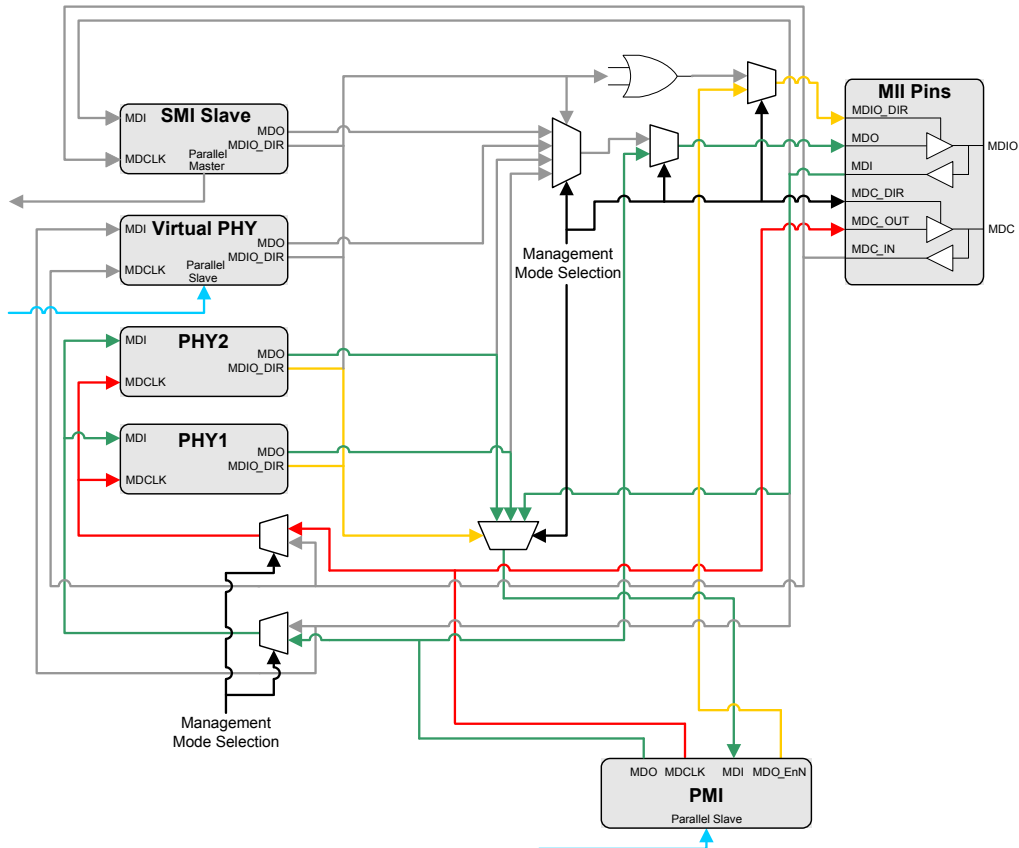 SMI Slave
MDI
MDO
MDIO_DIR
MDCLK
Parallel
Master
Virtual PHY
MDI
MDO
MDIO_DIR
MDCLK
Parallel
Slave
PHY2
MDI
MDO
MDIO_DIR
MDCLK
PHY1
MDI
MDO
MDIO_DIR
MDCLK
Management
Mode Selection
MII Pins
MDIO_DIR
MDO
MDIO
MDI
MDC_DIR
MDC_OUT
MDC
MDC_IN
Management
Mode Selection
MDO MDCLK MDI MDO_EnN
PMI
Parallel Slave